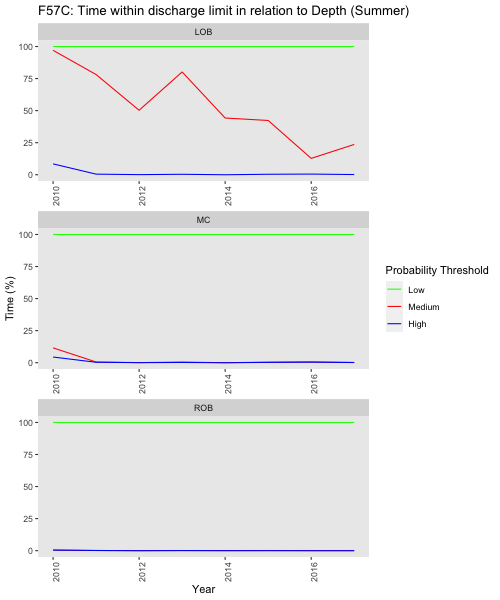 F57C: Time within discharge limit in relation to Depth (Summer)
LOB
100
75
50
25
0
2010
2012
2014
2016
MC
100
75
50
25
0
2010
2012
2014
2016
ROB
100
75
50
25
0
2010
2012
2014
2016
Time (%)
Year
Probability Threshold
Low
Medium
High